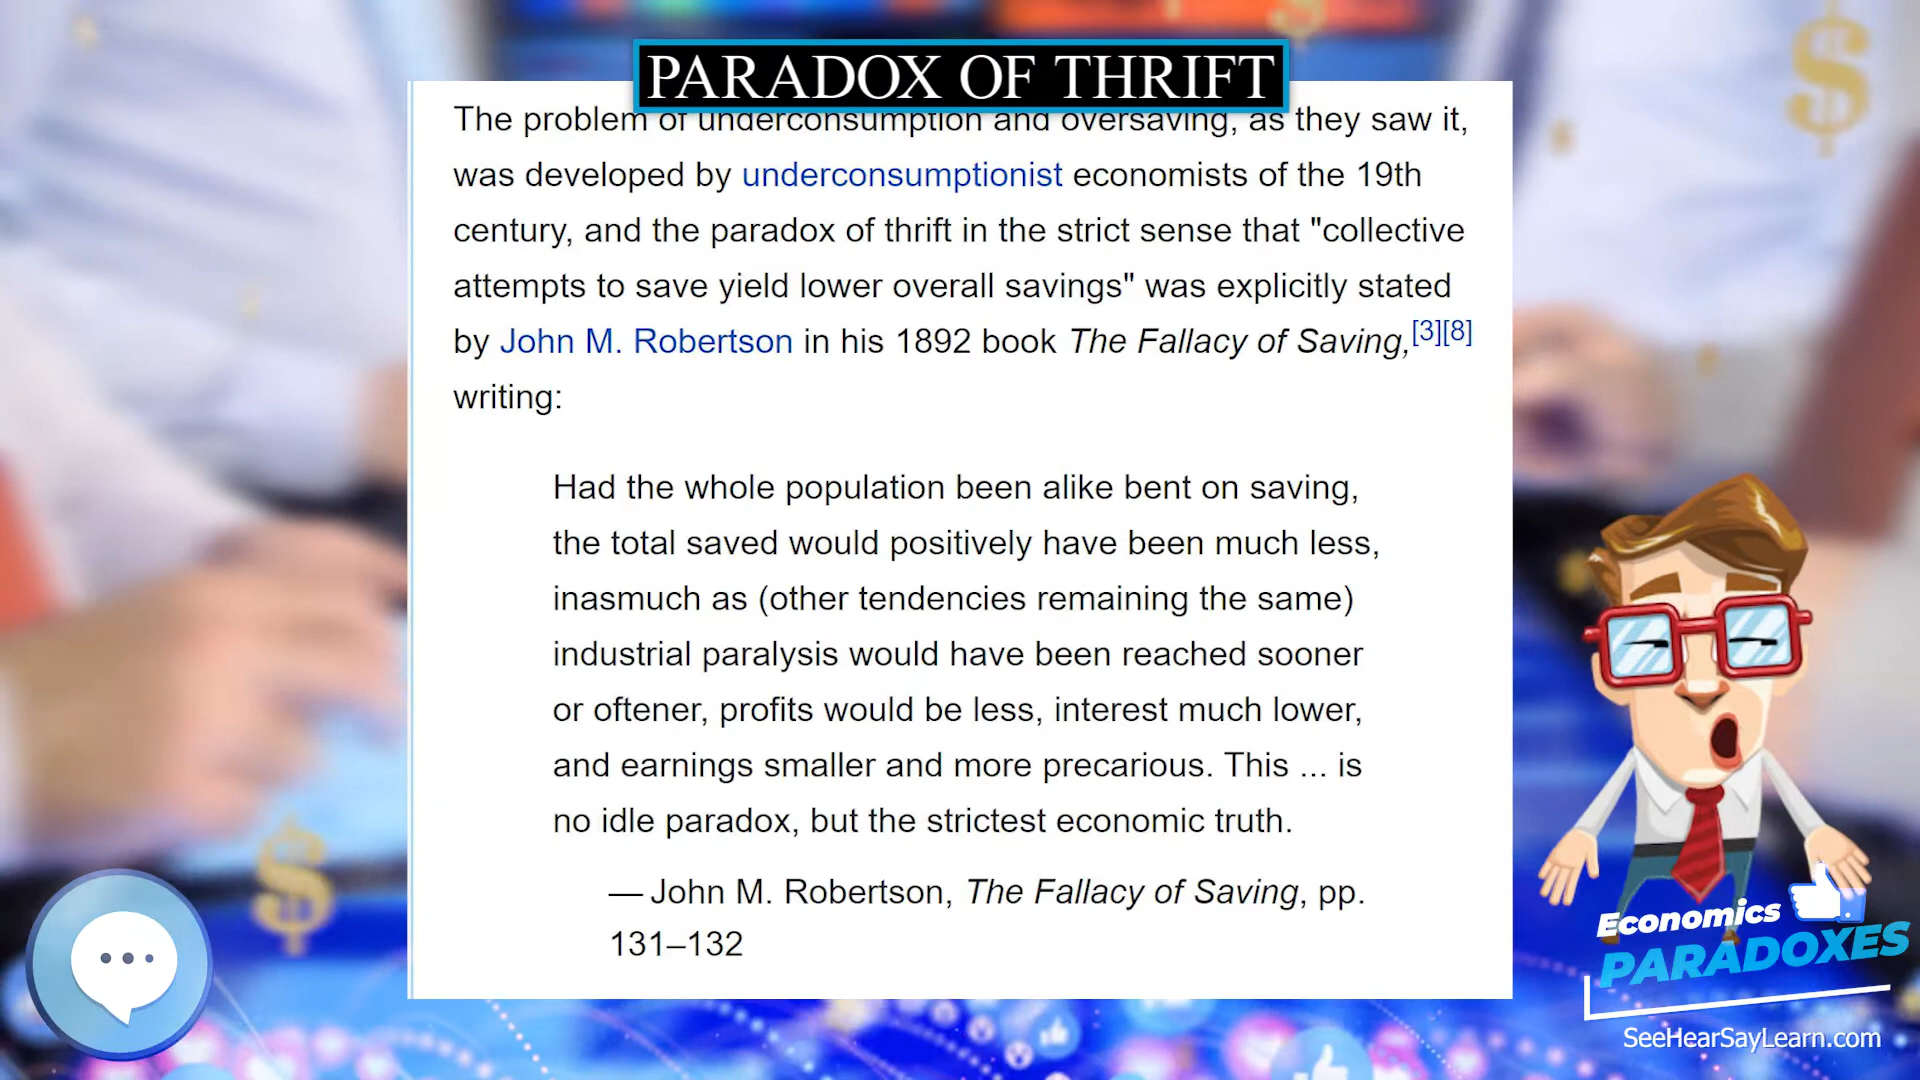 PARADOX OF THRIFT
The problem of underconsumption and oversaving, as they saw it,
was developed by underconsumptionist economists of the 19th
century, and the paradox of thrift in the strict sense that "collective
attempts to save yield lower overall savings" was explicitly stated
by John M. Robertson in his 1892 book The Fallacy of Saving,[3][8]
writing:
Had the whole population been alike bent on saving,
the total saved would positively have been much less,
inasmuch as (other tendencies remaining the same)
industrial paralysis would have been reached sooner
or oftener, profits would be less, interest much lower,
and earnings smaller and more precarious. This ... is
no idle paradox, but the strictest economic truth.
— John M. Robertson, The Fallacy of Saving, pp.
131–132
Economics
PARADOXES
SeeHearSayLearn.com